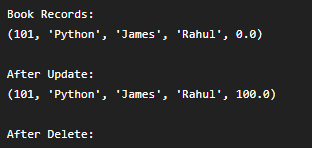 Book Records:
(101, 'Python', 'James', 'Rahul', 0.0)
After Update:
(101, 'Python', 'James', 'Rahul', 100.0)
After Delete: